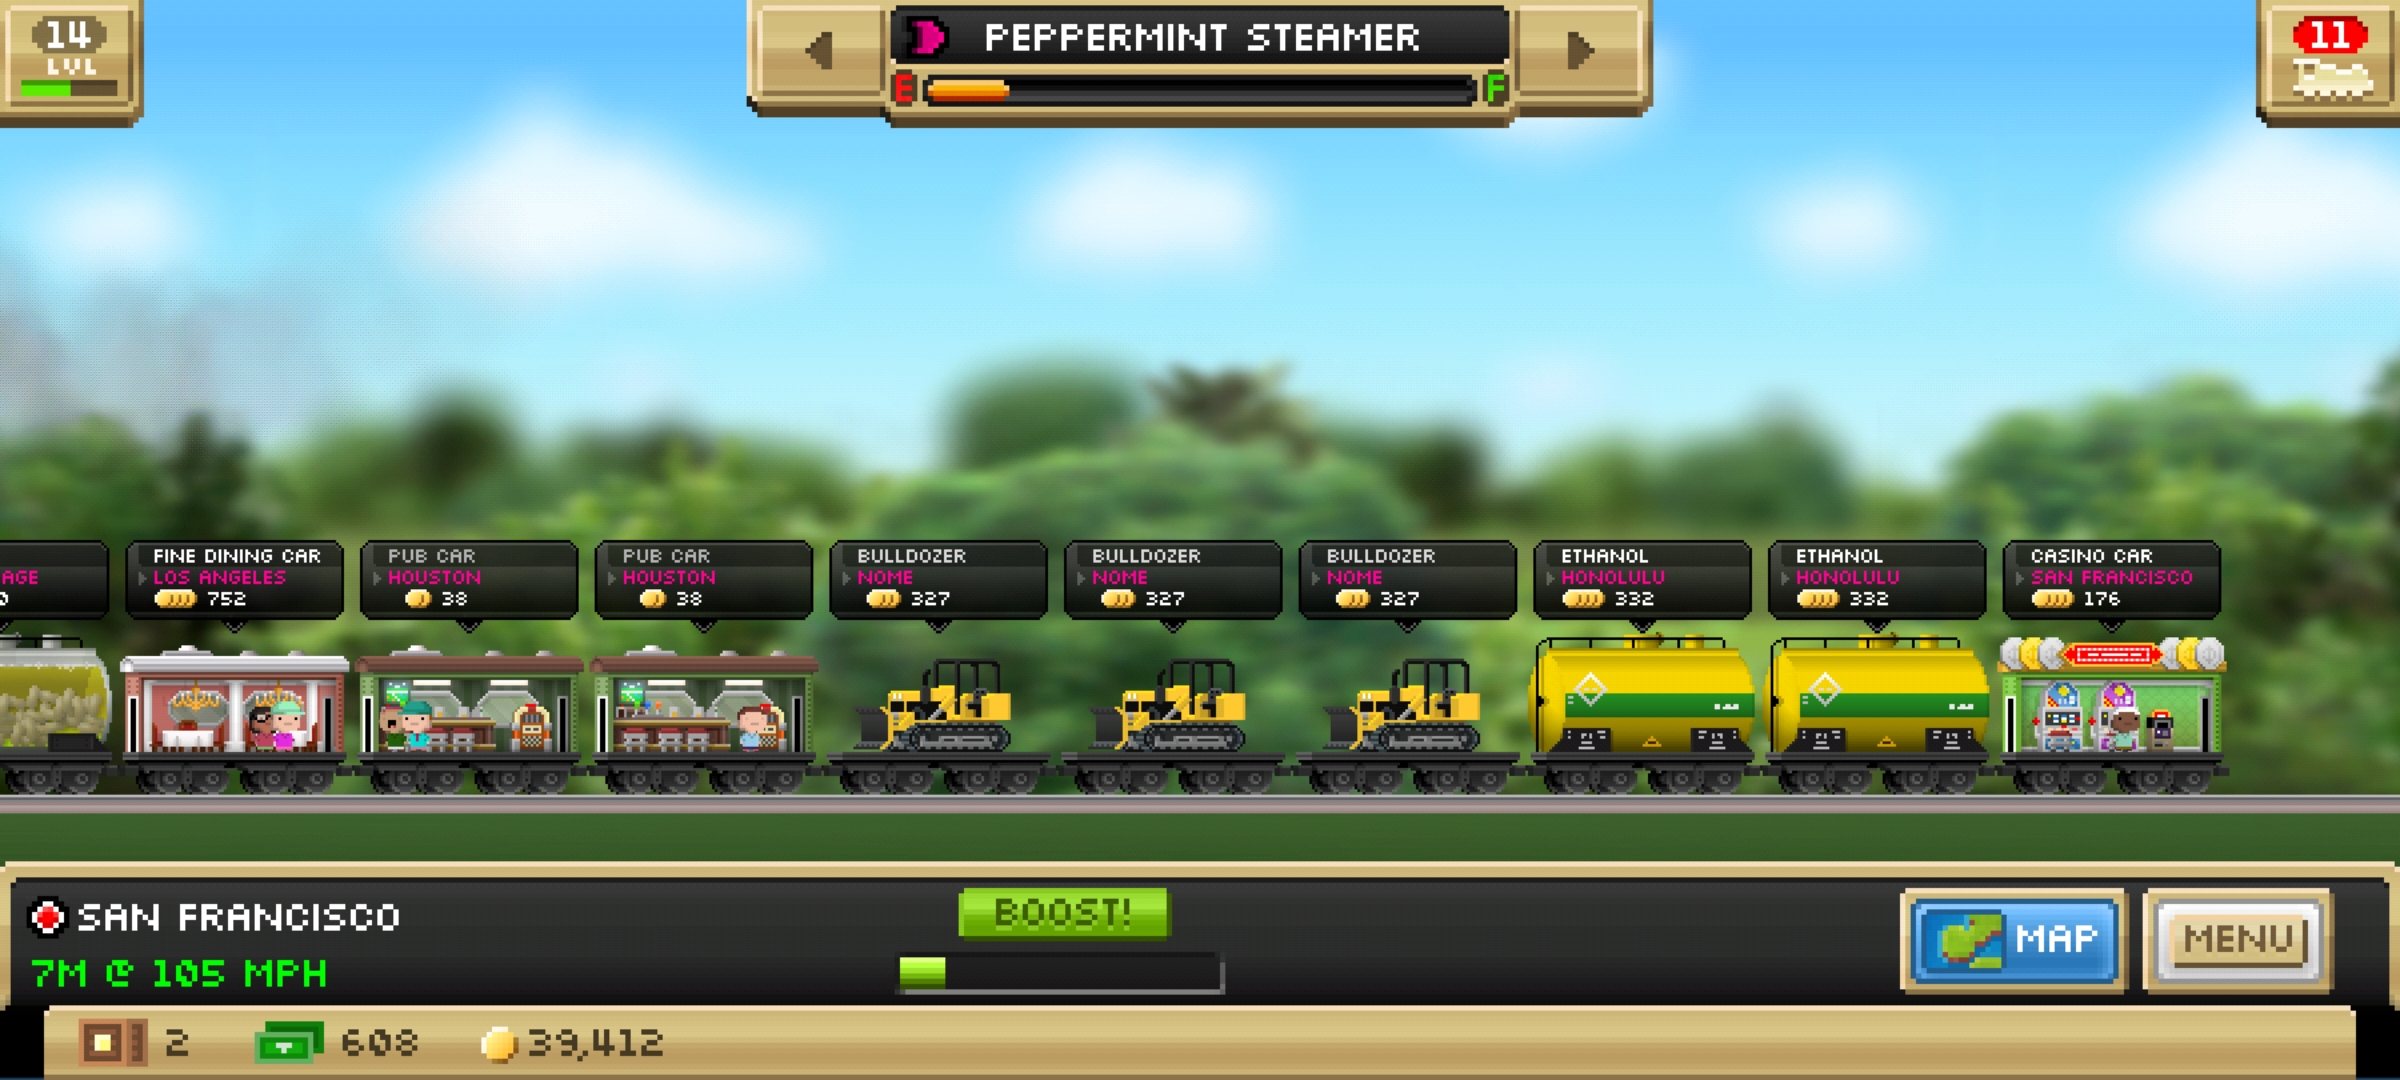 14
LVL
PEPPERMINT STEAMER
E
F
11
AGE
0
FINE DINING CAR
LOS ANGELES
752
PUB CAR
HOUSTON
38
PUB CAR
HOUSTON
38
BULLDOZER
NOME
327
BULLDOZER
NOME
327
BULLDOZER
NOME
327
ETHANOL
HONOLULU
332
ETHANOL
HONOLULU
332
CASINO CAR
SAN FRANCISCO
176
SAN FRANCISCO
7M @ 105 MPH
BOOST!
MAP
MENU
2
608
39,412